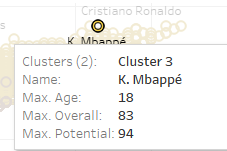 Cristiano Ronaldo
s
K. Mbappé
Clusters (2): Cluster 3
Name: K. Mbappé
Max. Age: 18
Max. Overall: 83
Max. Potential: 94